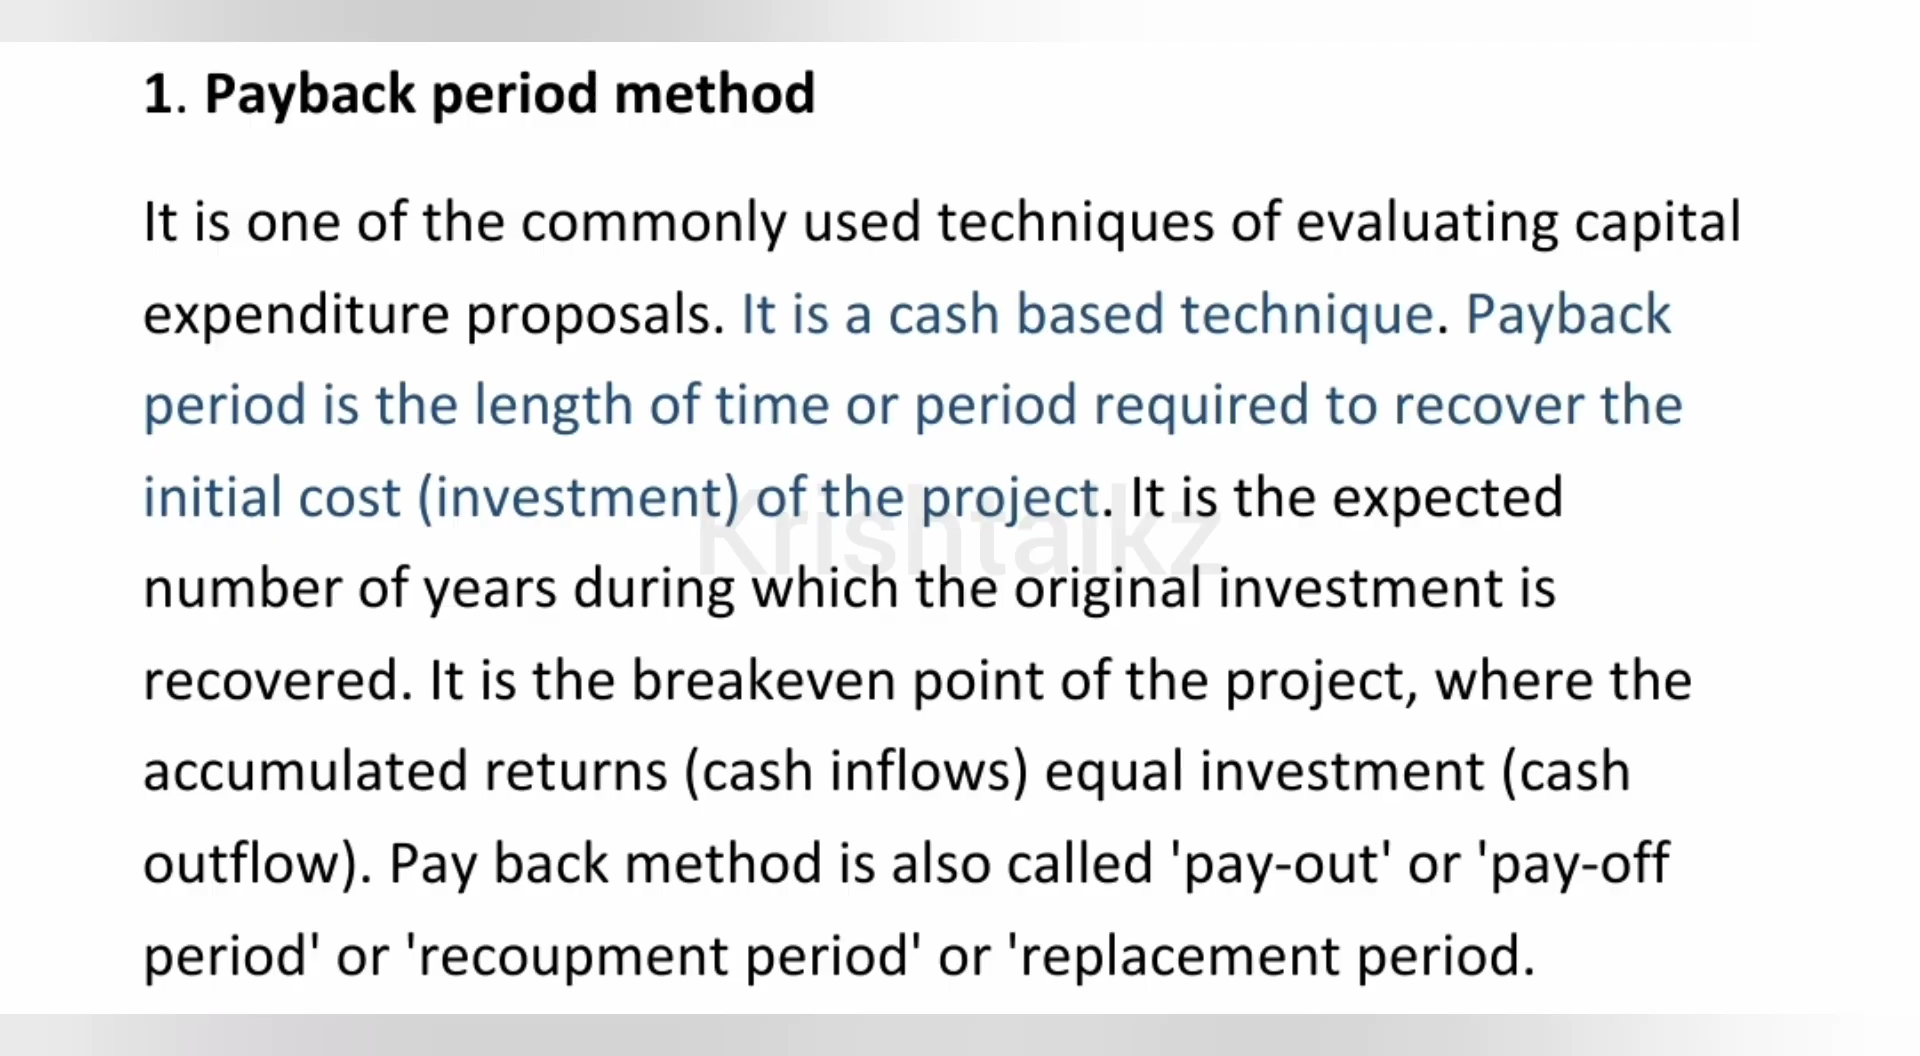 1. Payback period method
It is one of the commonly used techniques of evaluating capital
expenditure proposals. It is a cash based technique. Payback
period is the length of time or period required to recover the
initial cost (investment) of the project. It is the expected
Krishtalkz
number of years during which the original investment is
recovered. It is the breakeven point of the project, where the
accumulated returns (cash inflows) equal investment (cash
outflow). Pay back method is also called 'pay-out' or 'pay-off
period' or 'recoupment period' or 'replacement period.